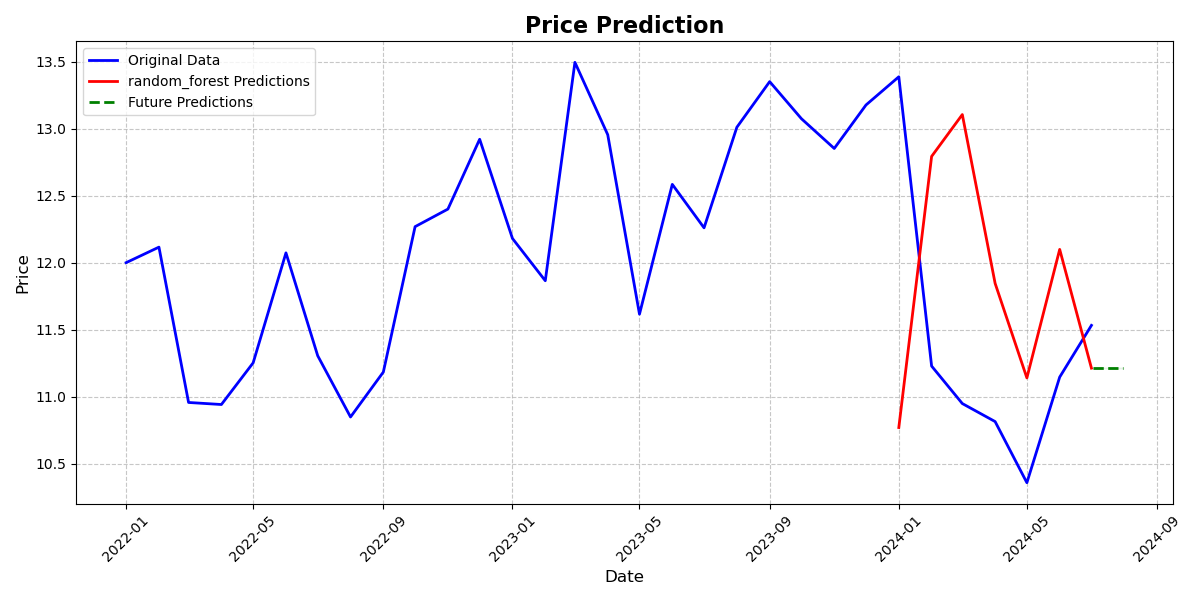 Price Prediction
Original Data
random_forest Predictions
Future Predictions
Price
13.5
13.0
12.5
12.0
11.5
11.0
10.5
2022-01
2022-05
2022-09
2023-01
2023-05
2023-09
2024-01
2024-05
2024-09
Date